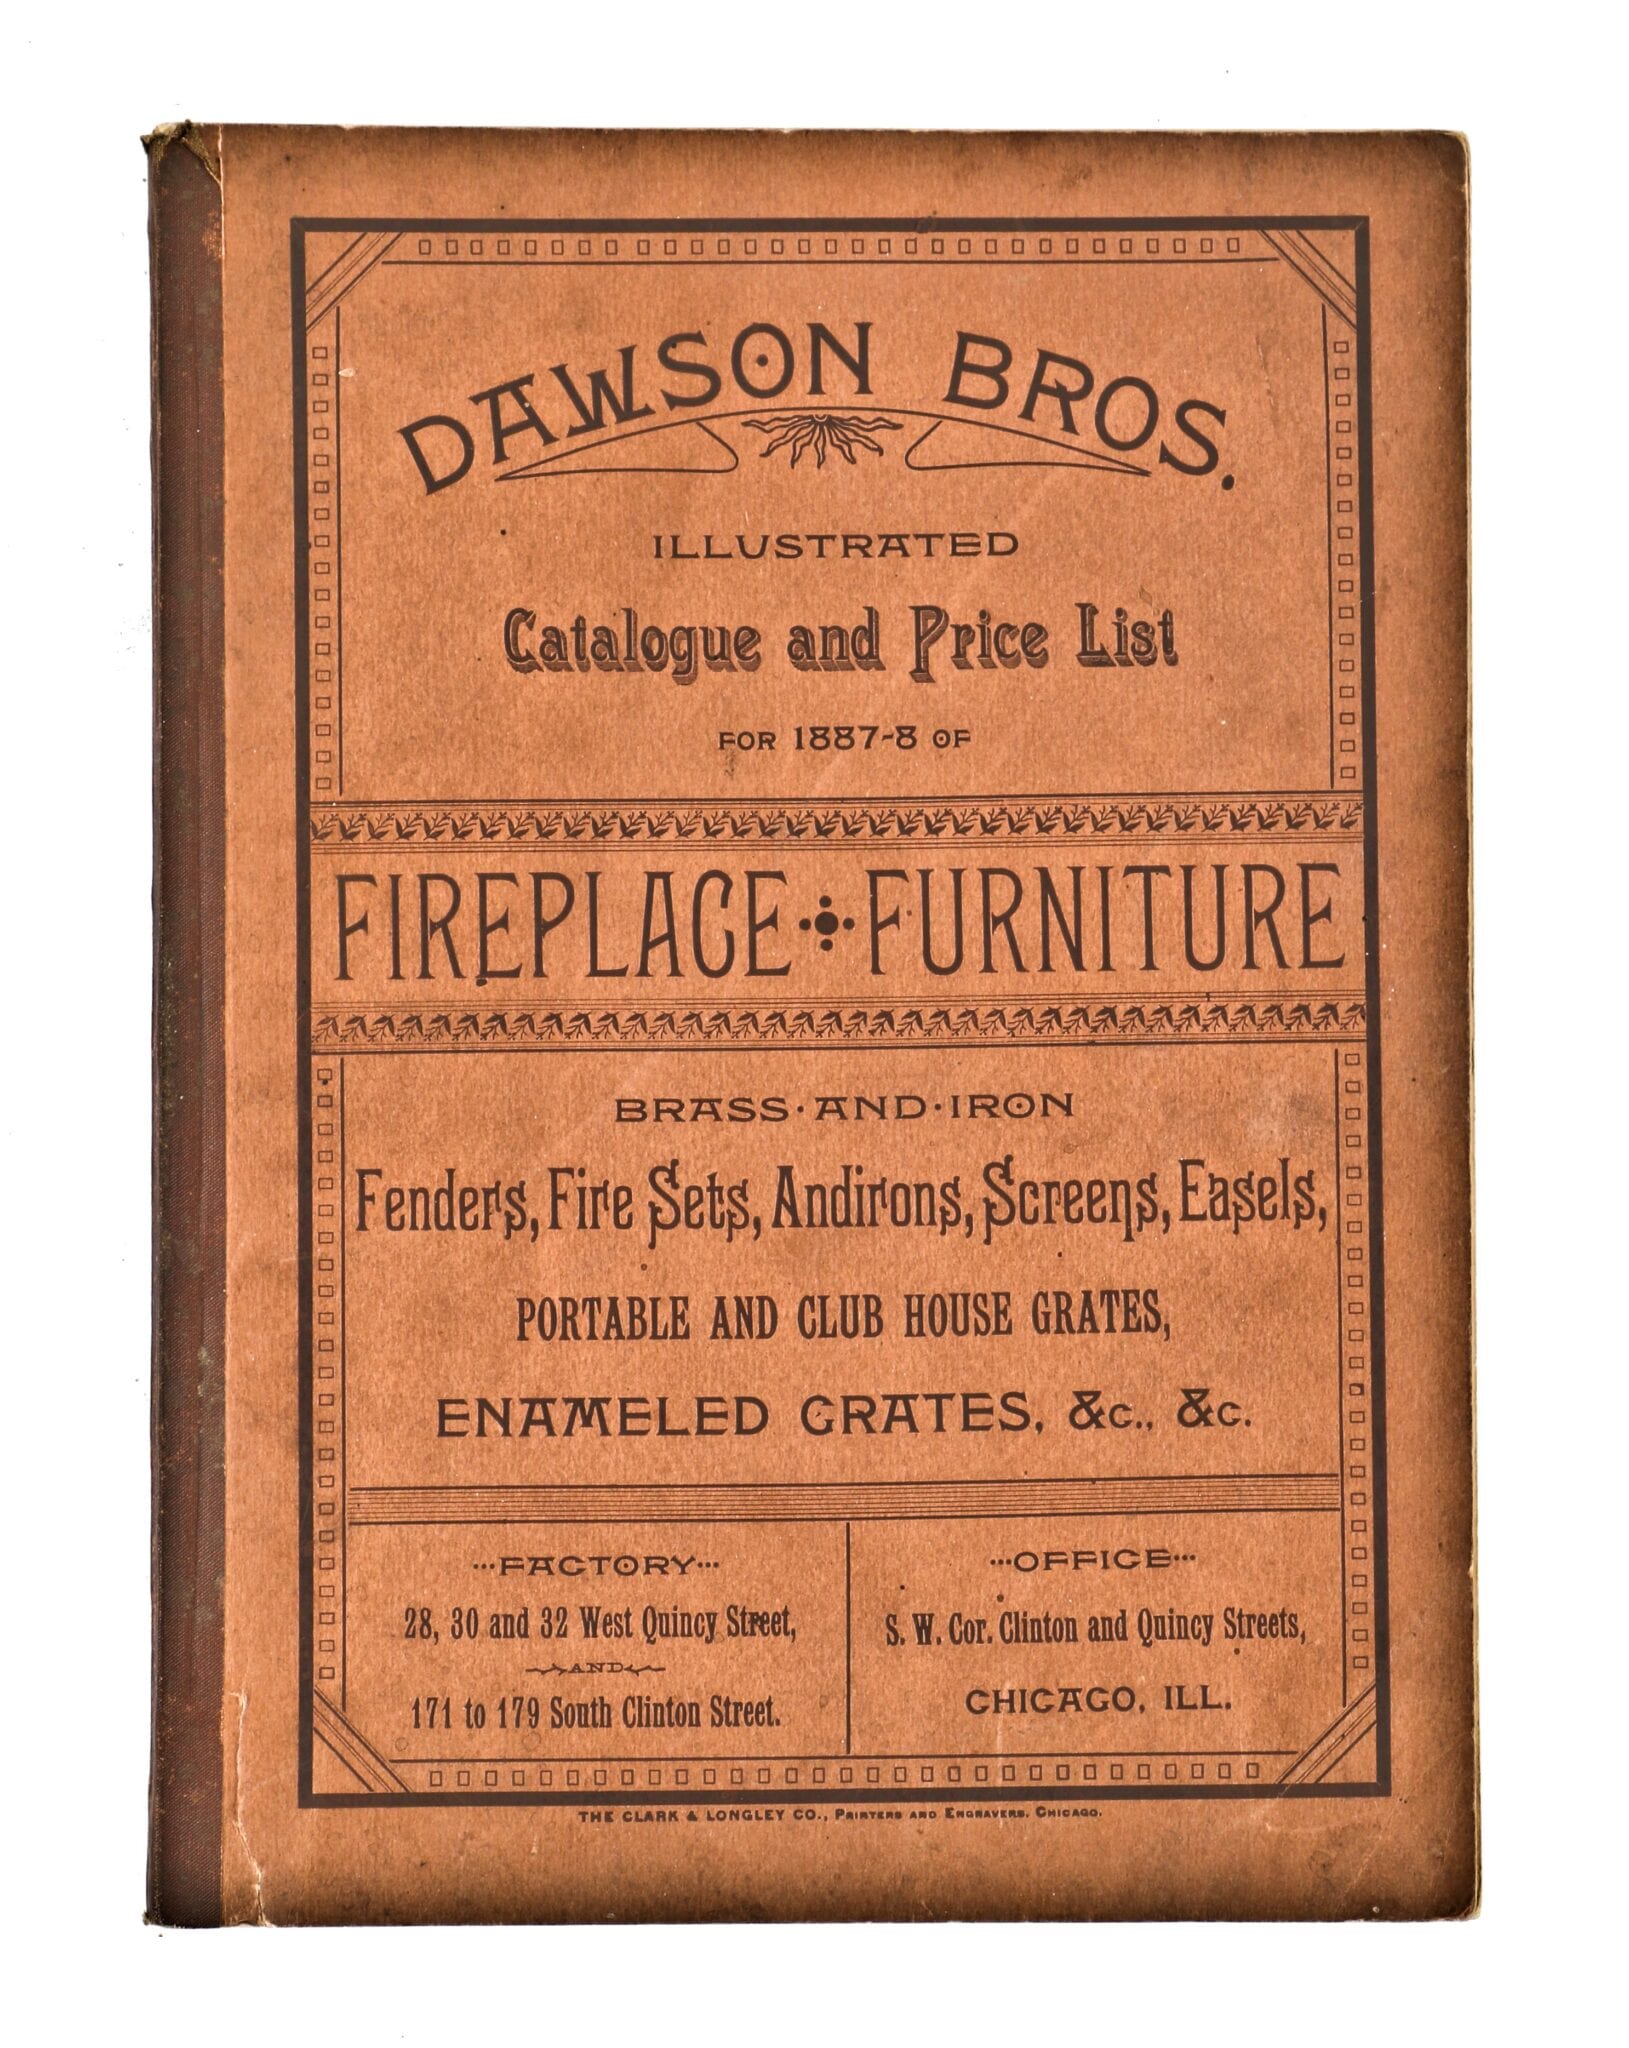 DAWSON BROS.
ILLUSTRATED
Catalogue and Price List
FOR 1887-8 OF
FIREPLACE FURNITURE
BRASS·AND·IRON
Fenders, Fire Sets, Andirons, Screens, Easels,
PORTABLE AND CLUB HOUSE GRATES,
ENAMELED GRATES, &c., &c.
···FACTORY···
28, 30 and 32 West Quincy Street,
AND
171 to 179 South Clinton Street.
···OFFICE···
S. W. Cor. Clinton and Quincy Streets,
CHICAGO, ILL.
THE CLARK & LONGLEY CO., PRINTERS AND ENGRAVERS, CHICAGO.